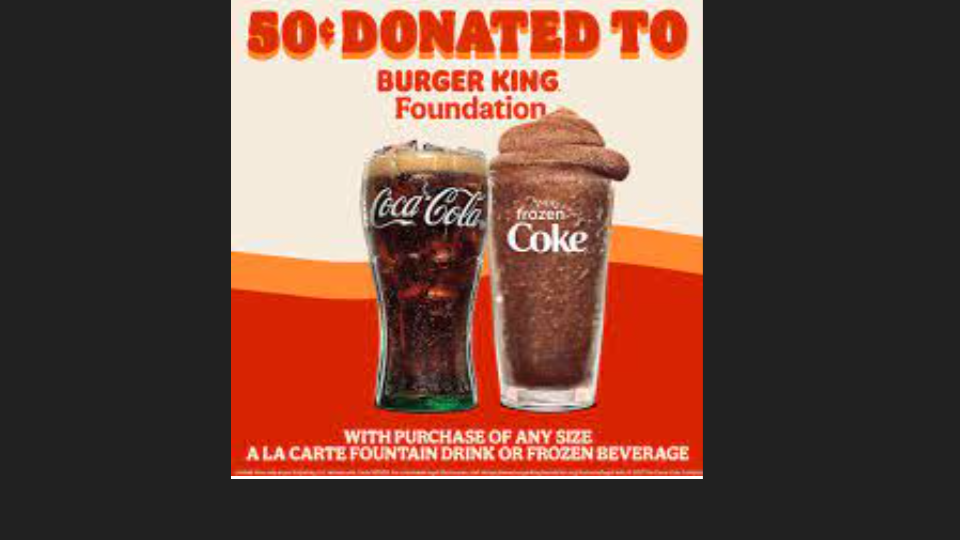 50¢ DONATED TO
BURGER KING
Foundation
Coca-Cola
frozen
Coke
WITH PURCHASE OF ANY SIZE
A LA CARTE FOUNTAIN DRINK OR FROZEN BEVERAGE